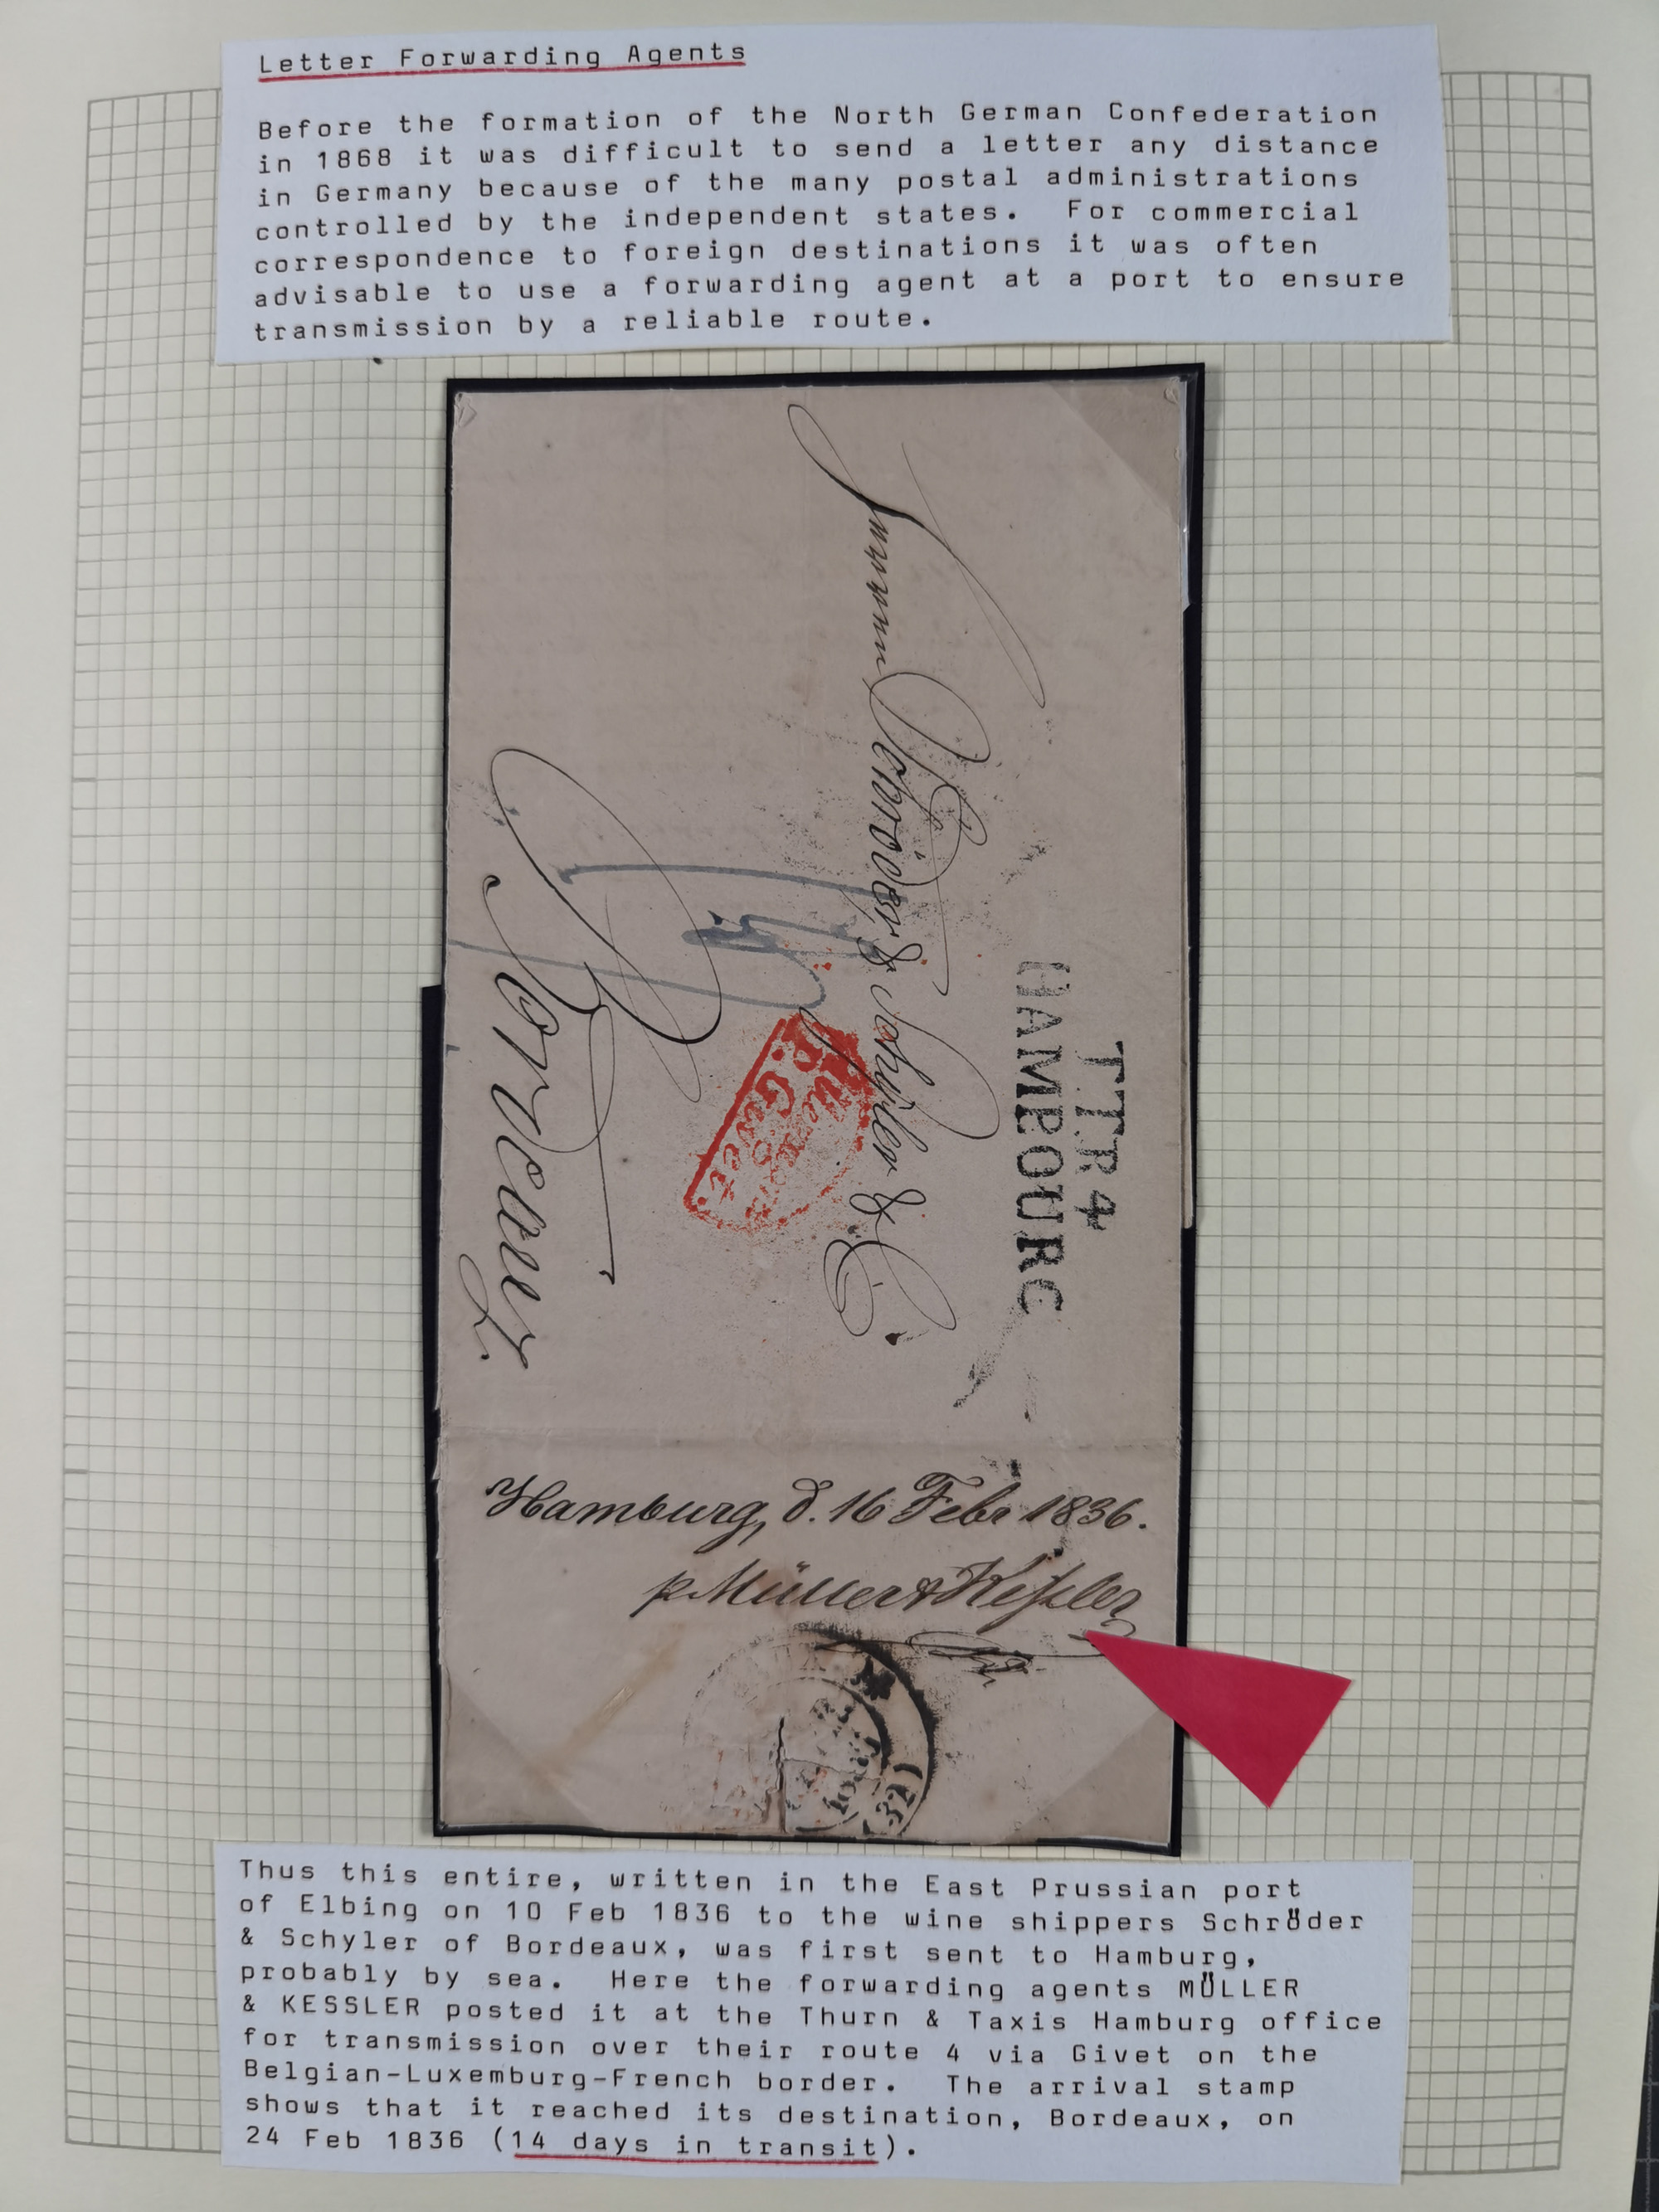 Letter Forwarding Agents
Before the formation of the North German Confederation
in 1868 it was difficult to send a letter any distance
in Germany because of the many postal administrations
controlled by the independent states. For commercial
correspondence to foreign destinations it was often
advisable to use a forwarding agent at a port to ensure
transmission by a reliable route.
TT.R4
HAMBOURG
Schröder & Schyler & C.
Bordeaux.
Hamburg, d. 16 Febr 1836.
p Müller & Keßler
(32)
Thus this entire, written in the East Prussian port
of Elbing on 10 Feb 1836 to the wine shippers Schröder
& Schyler of Bordeaux, was first sent to Hamburg,
probably by sea. Here the forwarding agents MÜLLER
& KESSLER posted it at the Thurn & Taxis Hamburg office
for transmission over their route 4 via Givet on the
Belgian-Luxemburg-French border. The arrival stamp
shows that it reached its destination, Bordeaux, on
24 Feb 1836 (14 days in transit).